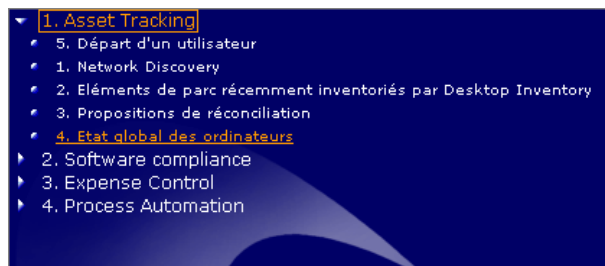 1. Asset Tracking
5. Départ d'un utilisateur
1. Network Discovery
2. Eléments de parc récemment inventoriés par Desktop Inventory
3. Propositions de réconciliation
4. Etat global des ordinateurs
2. Software compliance
3. Expense Control
4. Process Automation